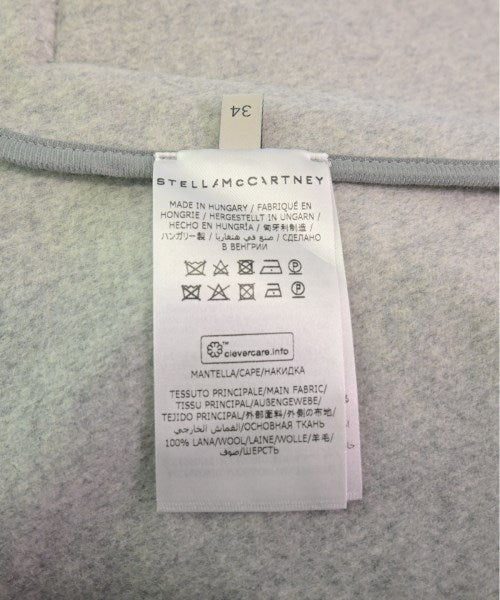 34
STELLA McCARTNEY
MADE IN HUNGARY / FABRIQUÉ EN
HONGRIE / HERGESTELLT IN UNGARN /
HECHO EN HUNGRÍA / 匈牙利制造 /
ハンガリー製 / صنع في هنغاريا / СДЕЛАНО
В ВЕНГРИИ
clevercare.info
MANTELLA/CAPE/НАКИДКА
TESSUTO PRINCIPALE/MAIN FABRIC/
TISSU PRINCIPAL/AUßENGEWEBE/
TEJIDO PRINCIPAL/外部面料/外側の布地/
القماش الخارجي/ОСНОВНАЯ ТКАНЬ
100% LANA/WOOL/LAINE/WOLLE/羊毛/
صوف/ШЕРСТЬ